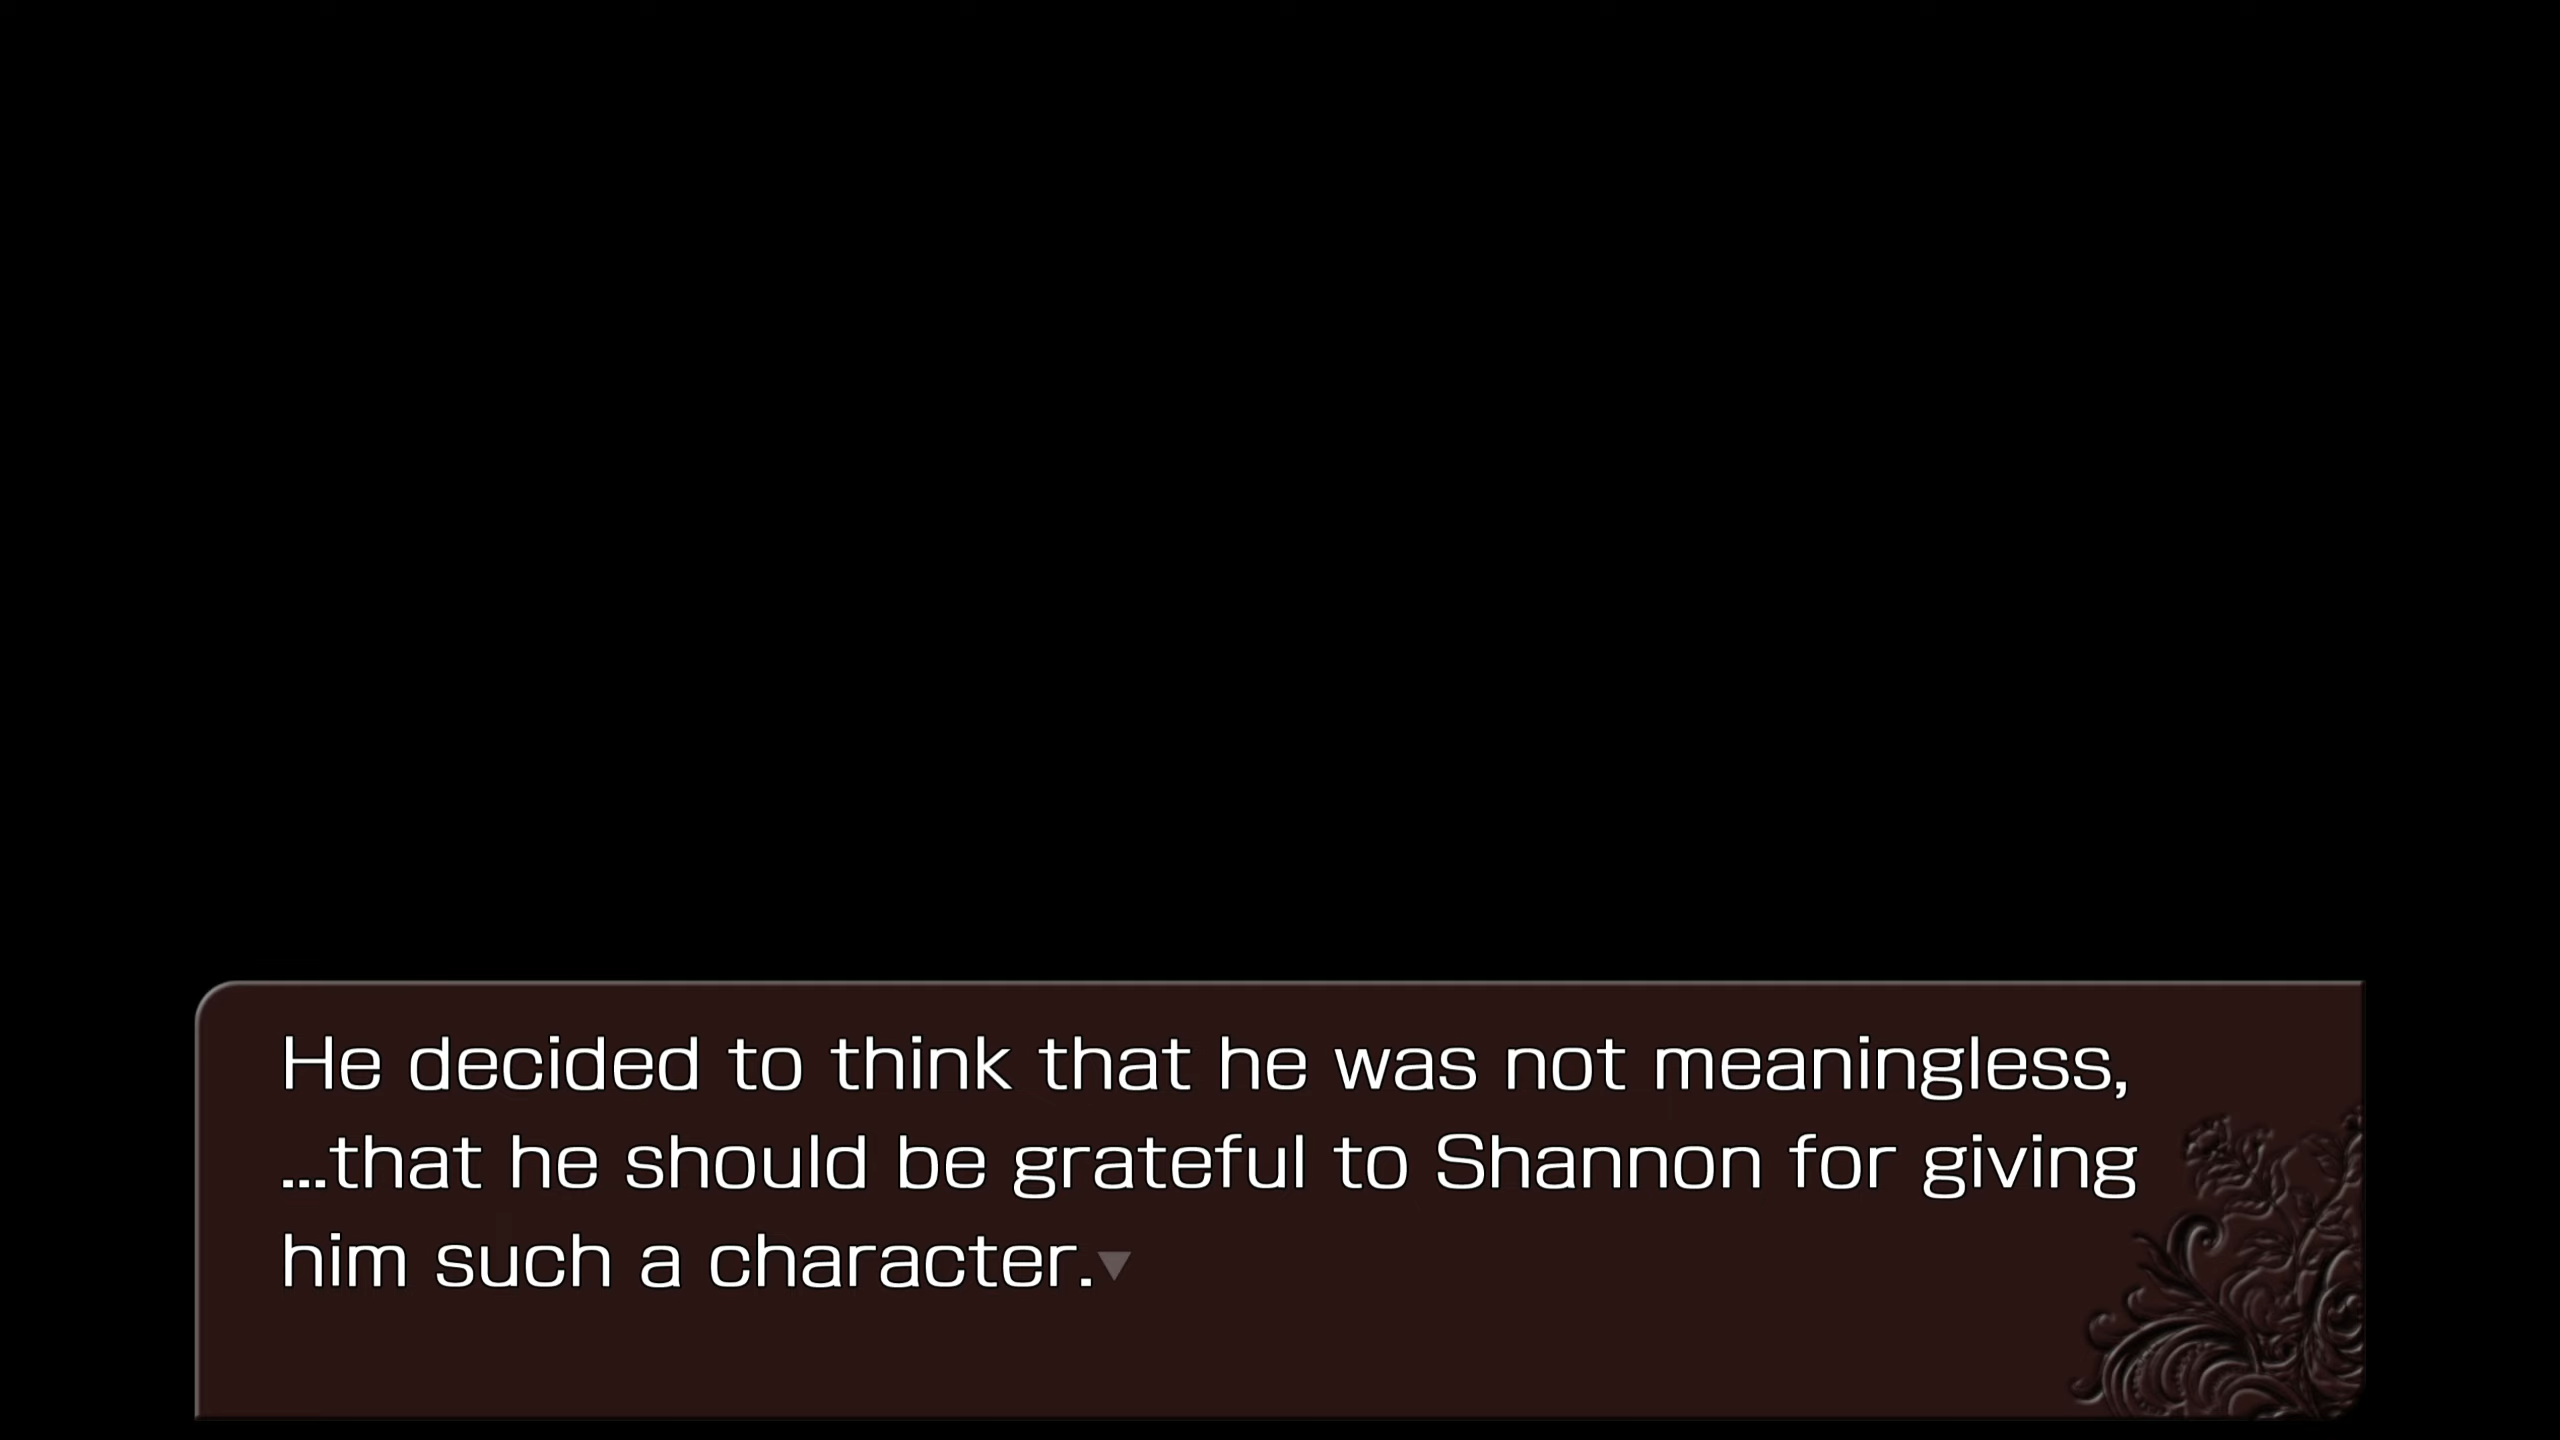 He decided to think that he was not meaningless,
...that he should be grateful to Shannon for giving
him such a character.